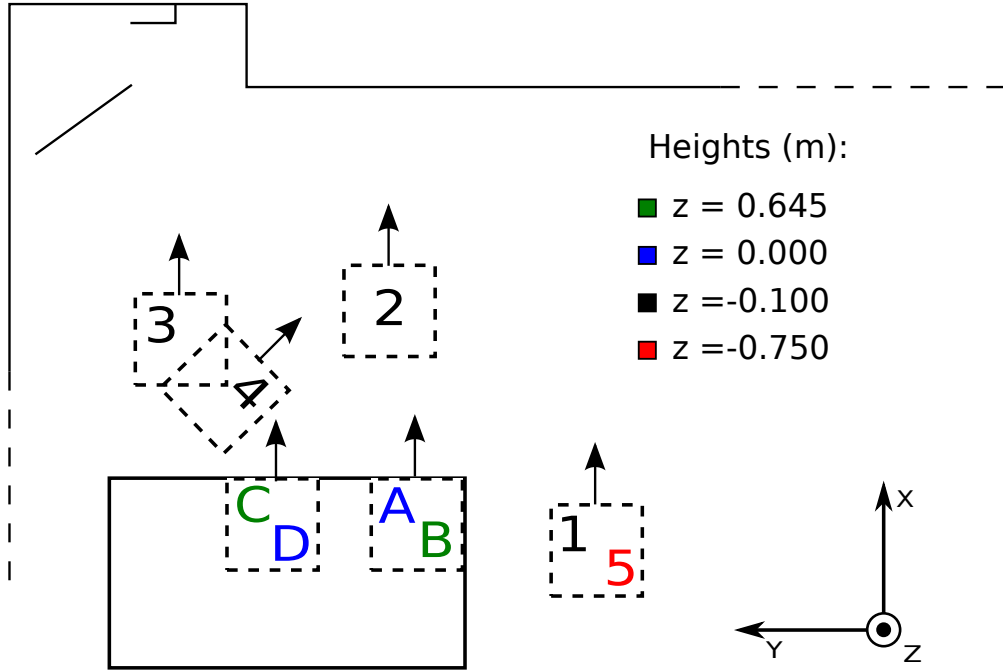 Heights (m):
z = 0.645
z = 0.000
z =-0.100
z =-0.750
3
2
4
C
D
A
B
1
5
X
Y
Z